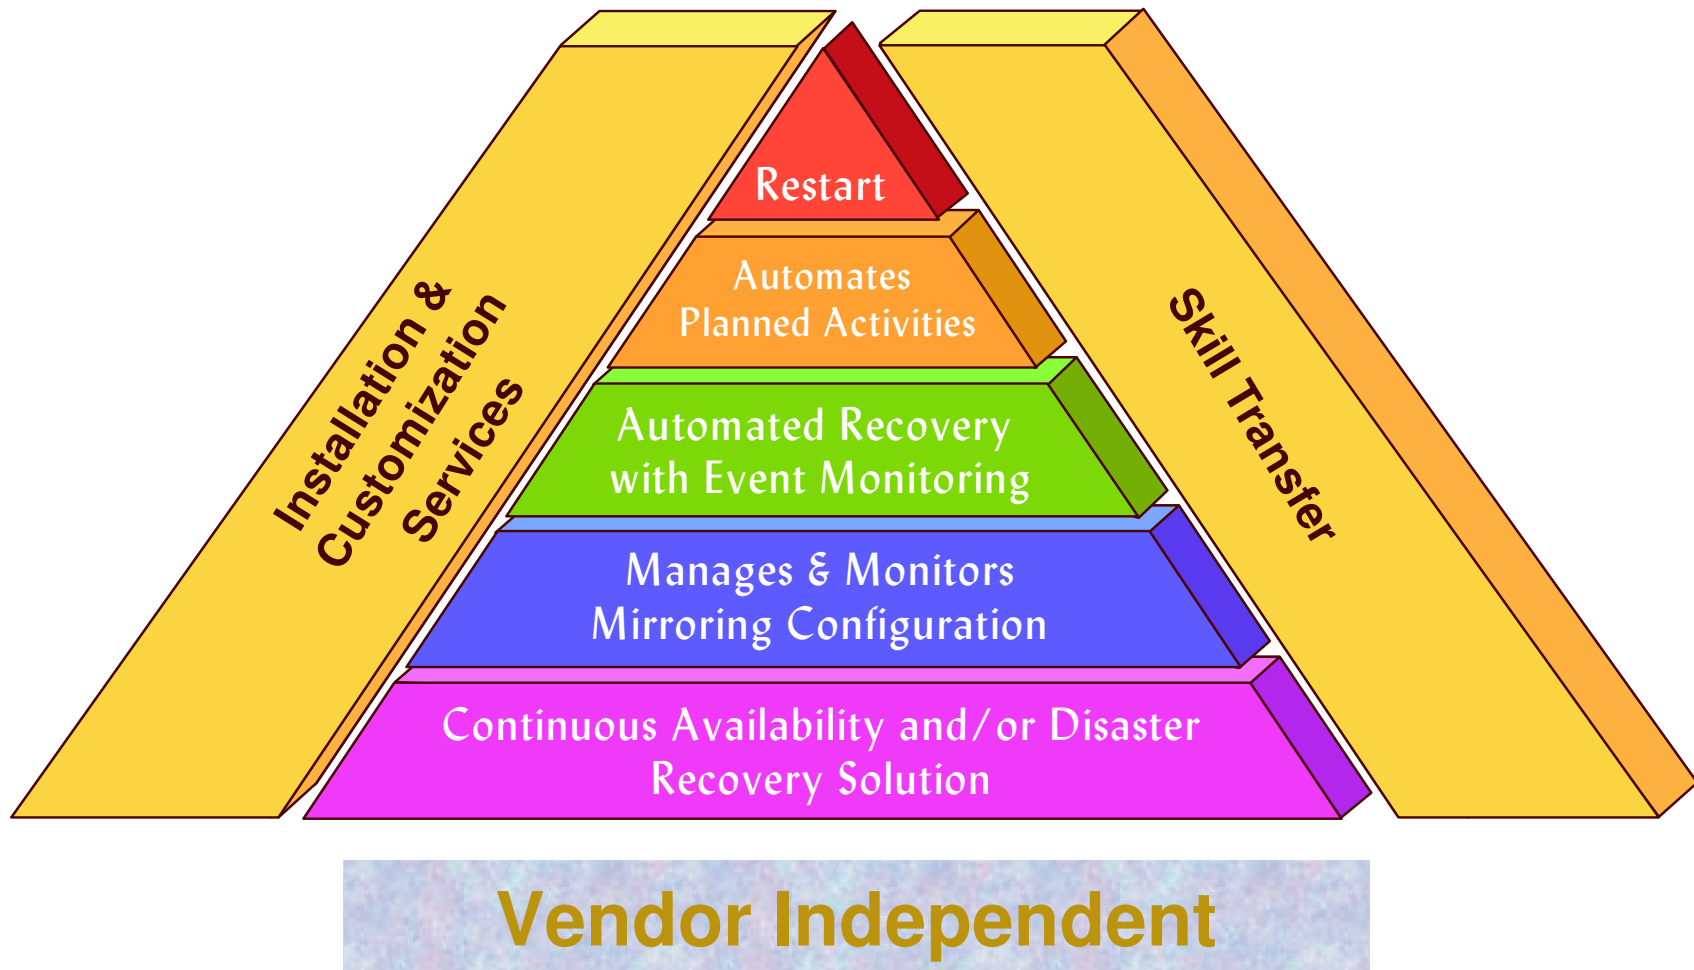 Restart
Automates
Planned Activities
Automated Recovery
with Event Monitoring
Manages & Monitors
Mirroring Configuration
Continuous Availability and/or Disaster
Recovery Solution
Installation &
Customization
Services
Skill Transfer
Vendor Independent